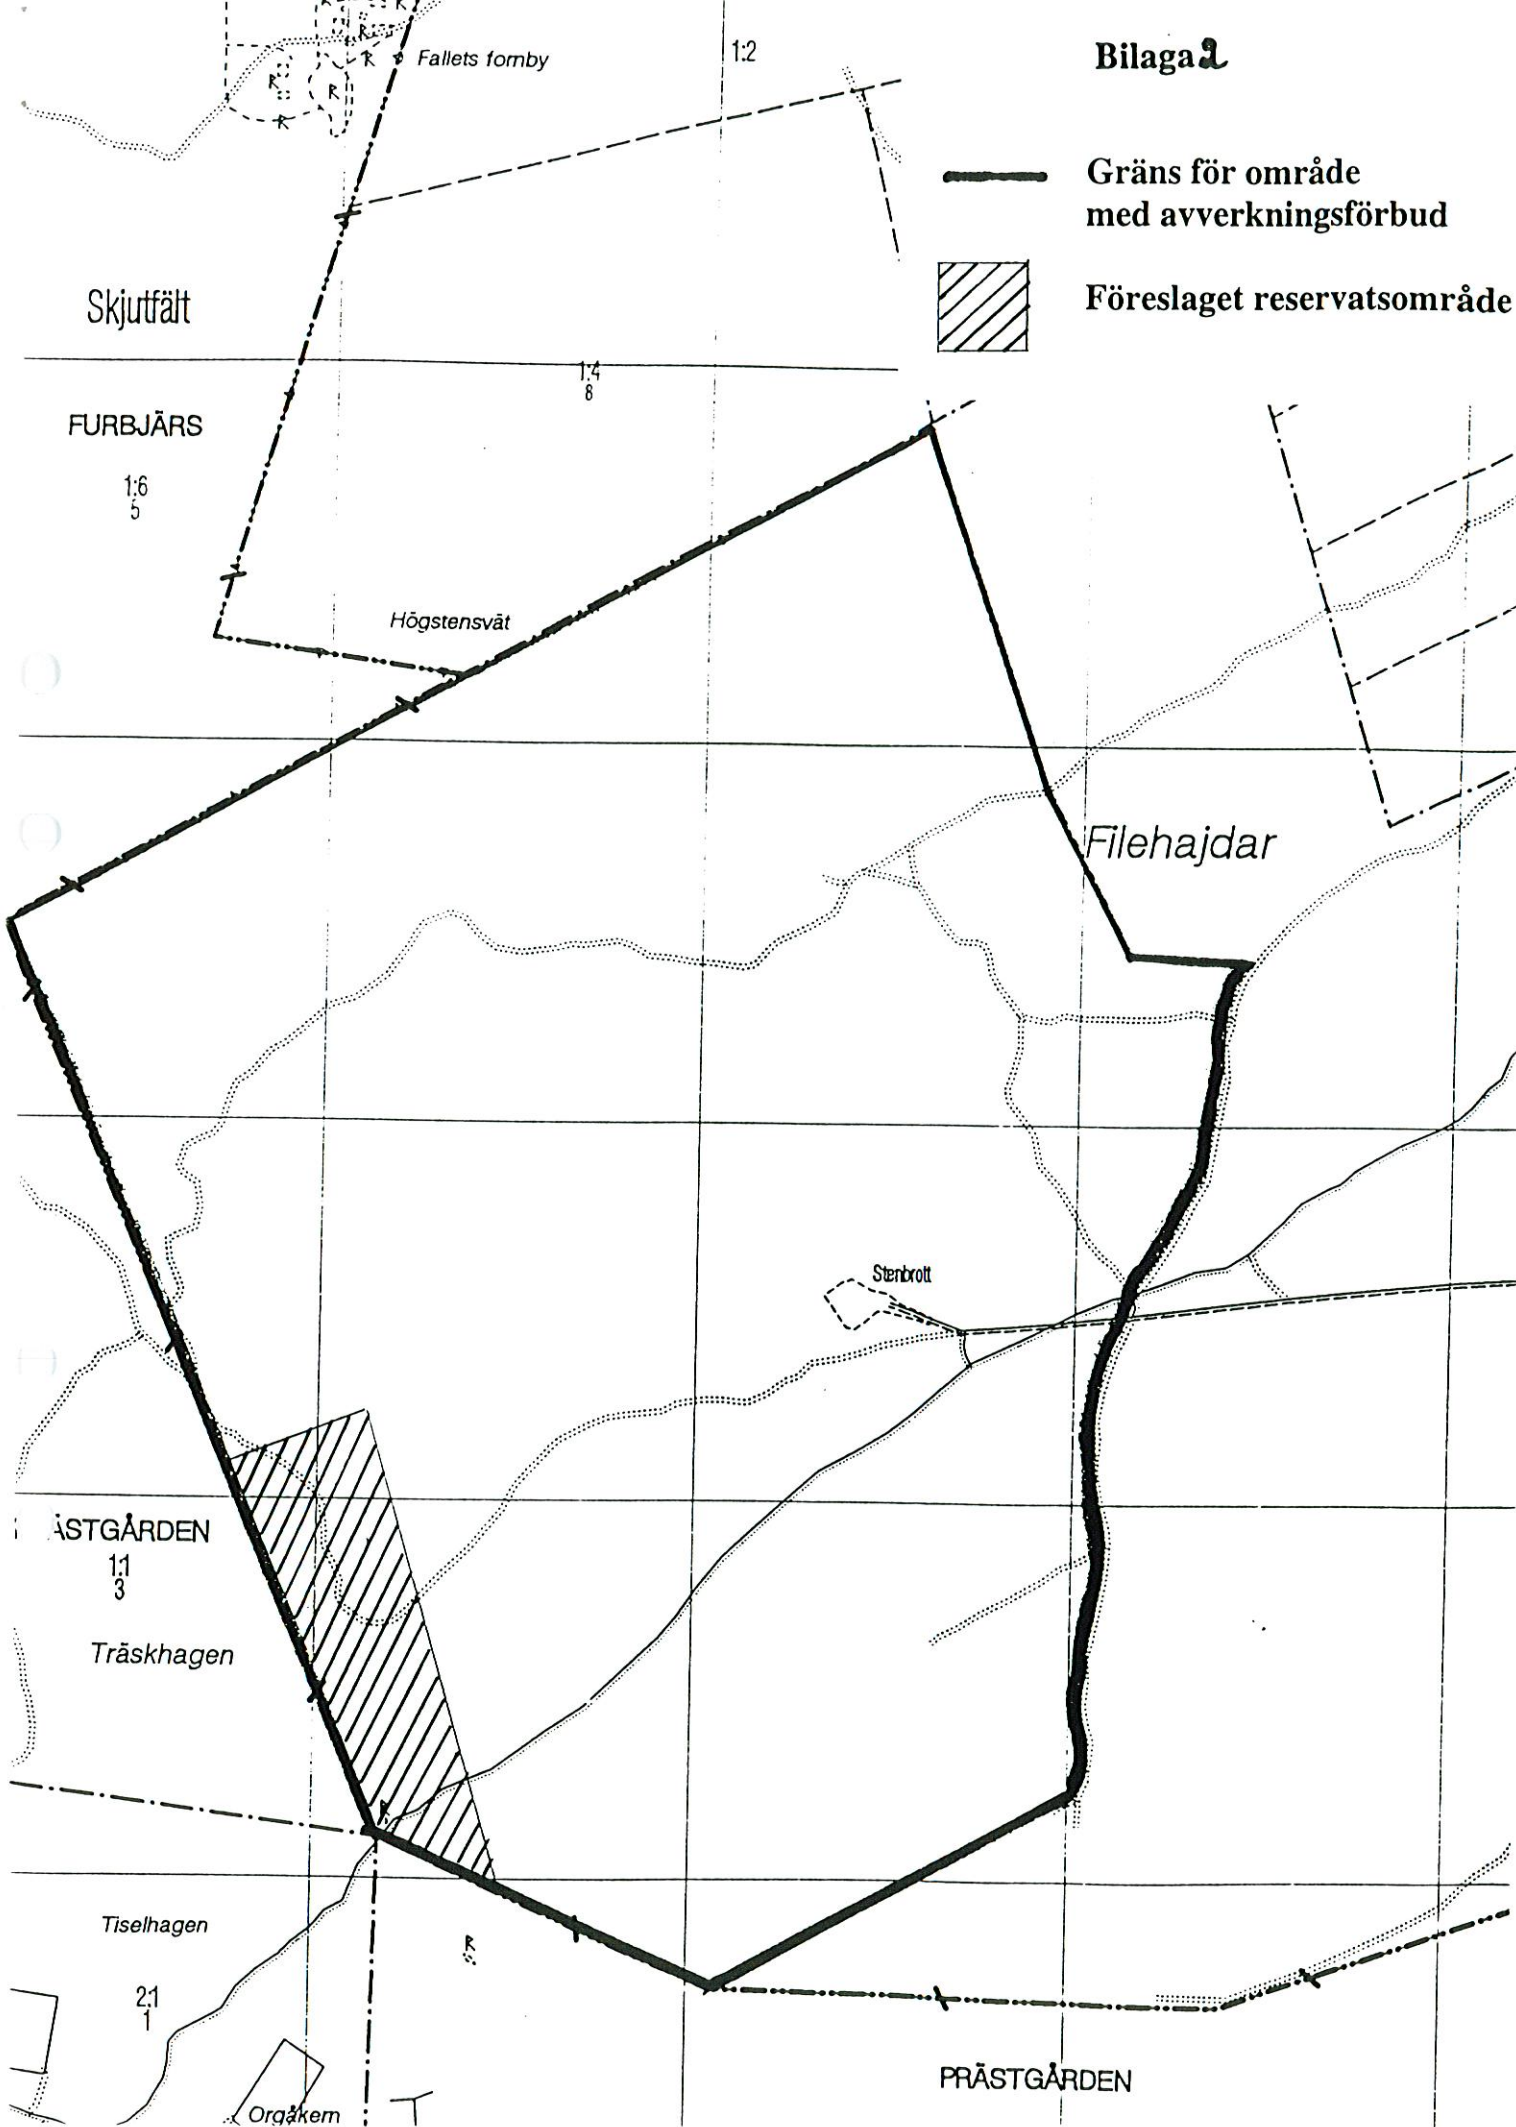 Bilaga 2
Gräns för område
med avverkningsförbud
Föreslaget reservatsområde
R
R
R
R
R
R
R
Fallets fornby
1:2
Skjutfält
1:4
8
FURBJÄRS
1:6
5
Högstensvät
Filehajdar
Stenbrott
ÄSTGÅRDEN
1:1
3
Träskhagen
R
Tiselhagen
R
2:1
1
PRÄSTGÅRDEN
Orgåkern